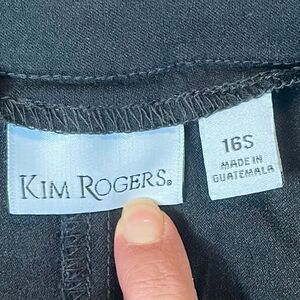 KIM ROGERS®
16S
MADE IN
GUATEMALA